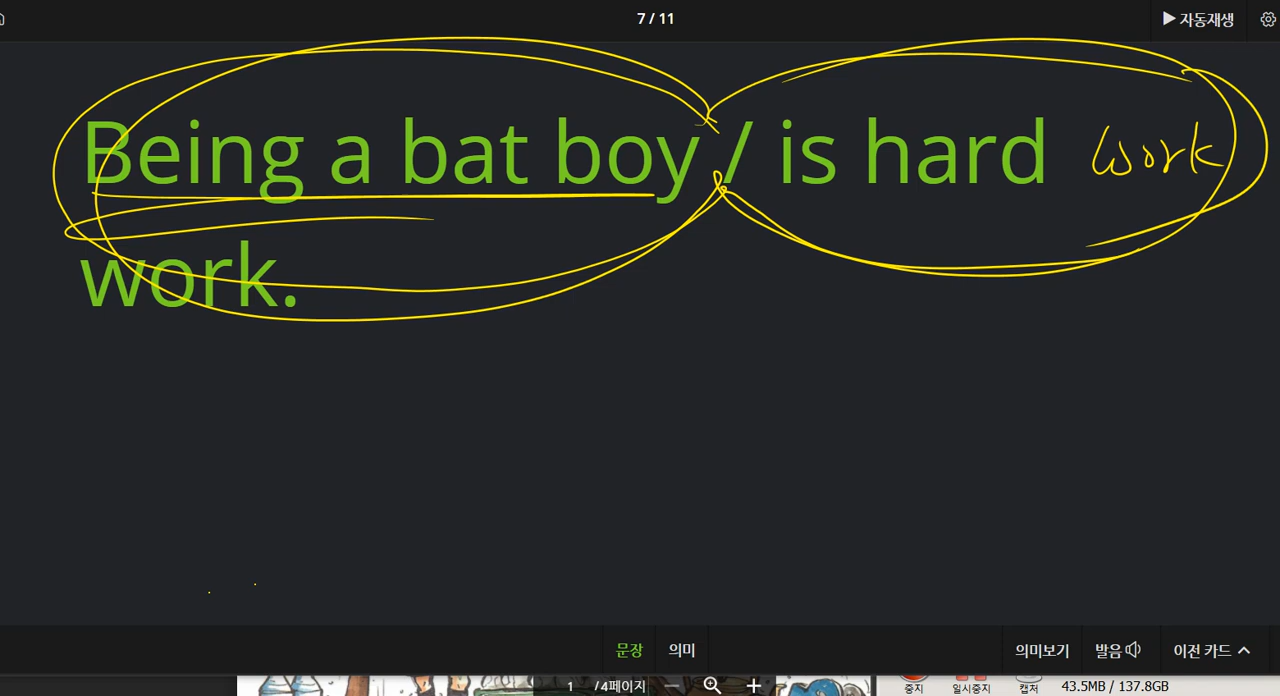 7 / 11
▶ 자동재생
Being a bat boy / is hard work
work.
문장 의미 의미보기 발음 이전 카드
1 /4페이지 중지 일시중지 캡처 43.5MB / 137.8GB